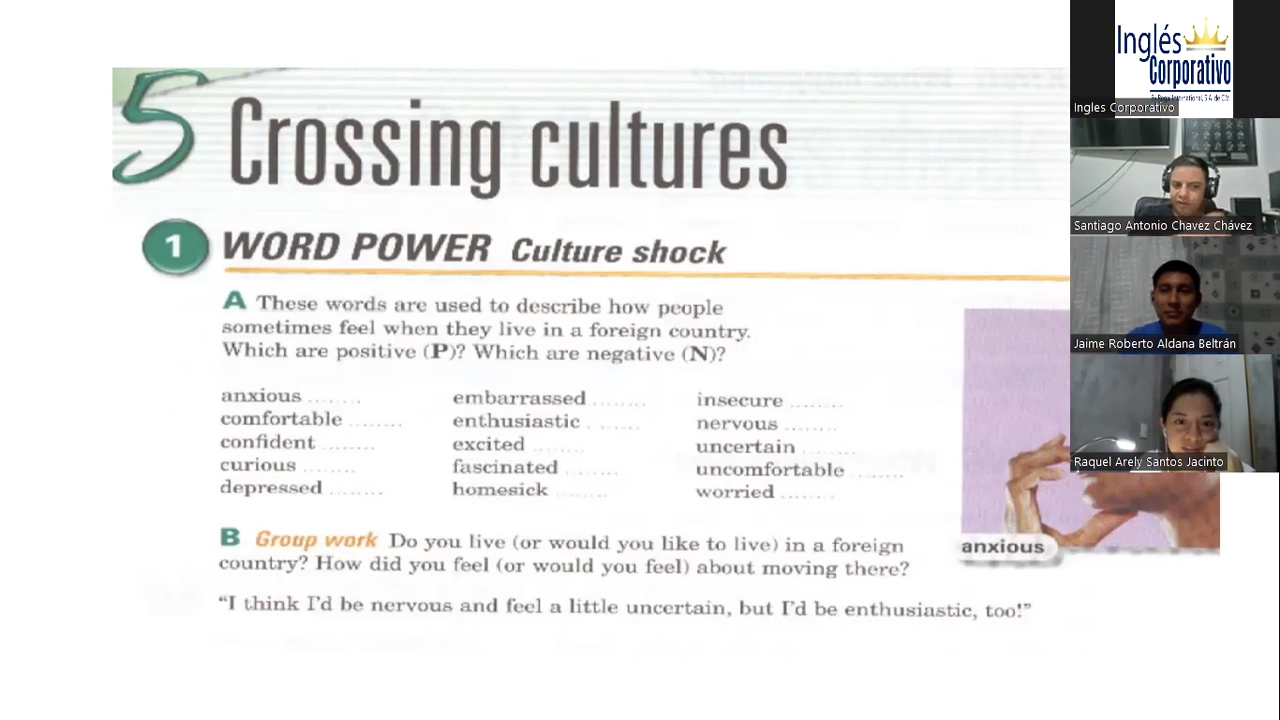 5 Crossing cultures
1 WORD POWER Culture shock
A These words are used to describe how people
sometimes feel when they live in a foreign country.
Which are positive (P)? Which are negative (N)?
anxious ........
comfortable ........
confident ........
curious ........
depressed ........
embarrassed ........
enthusiastic ........
excited ........
fascinated ........
homesick ........
insecure ........
nervous ........
uncertain ........
uncomfortable ........
worried ........
anxious
B Group work Do you live (or would you like to live) in a foreign
country? How did you feel (or would you feel) about moving there?
“I think I’d be nervous and feel a little uncertain, but I’d be enthusiastic, too!”
Inglés
Corporativo
Ingles Corporativo
Santiago Antonio Chavez Chávez
Jaime Roberto Aldana Beltrán
Raquel Arely Santos Jacinto